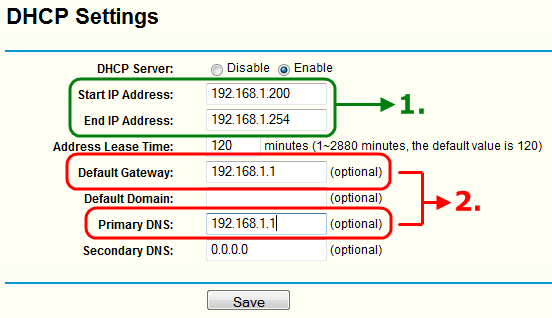 DHCP Settings
DHCP Server: Disable Enable
Start IP Address: 192.168.1.200
1.
End IP Address: 192.168.1.254
Address Lease Time: 120 minutes (1~2880 minutes, the default value is 120)
Default Gateway: 192.168.1.1 (optional)
Default Domain: (optional)
2.
Primary DNS: 192.168.1.1 (optional)
Secondary DNS: 0.0.0.0 (optional)
Save